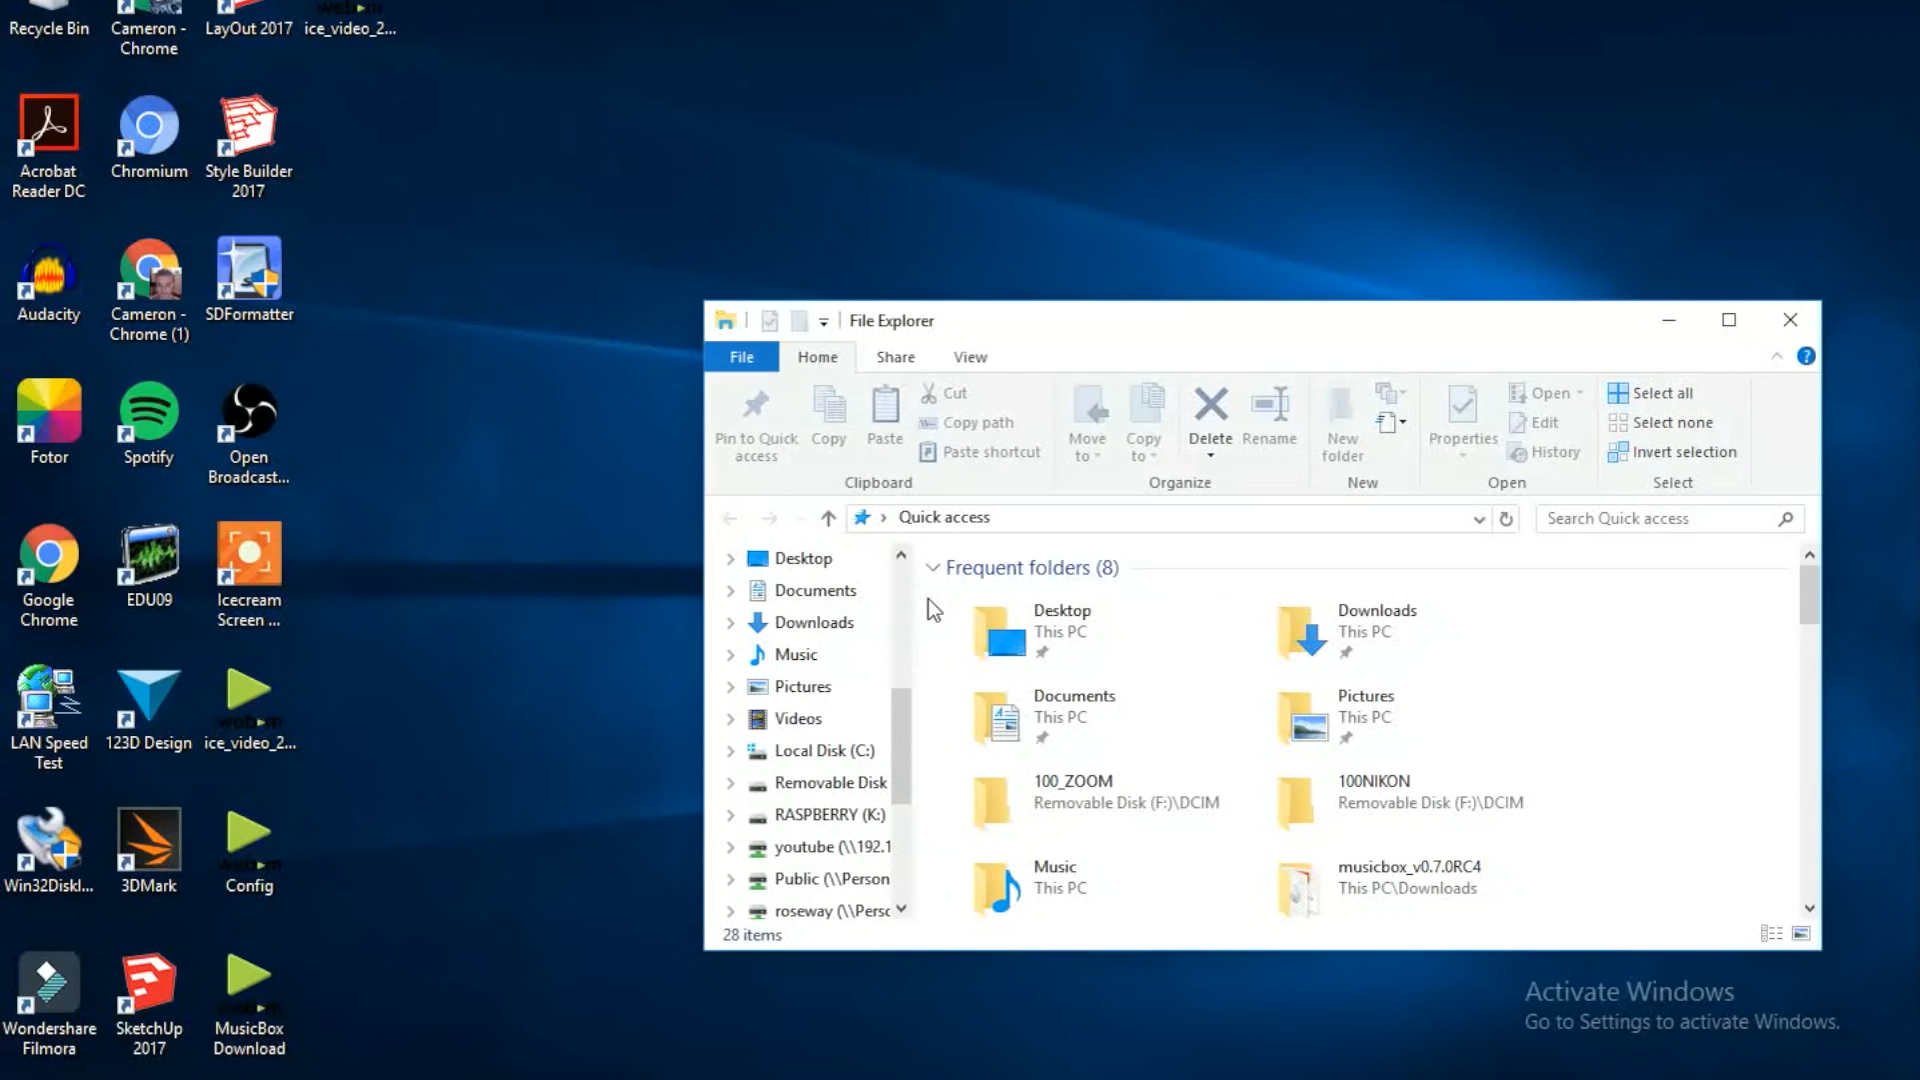 Recycle Bin
Cameron -
Chrome
LayOut 2017
ice_video_2...
Acrobat
Reader DC
Chromium
Style Builder
2017
Audacity
Cameron -
Chrome (1)
SDFormatter
Fotor
Spotify
Open
Broadcast...
Google
Chrome
EDU09
Icecream
Screen ...
LAN Speed
Test
123D Design
ice_video_2...
Win32DiskI...
3DMark
Config
Wondershare
Filmora
SketchUp
2017
MusicBox
Download
File Explorer
File
Home
Share
View
Pin to Quick
access
Copy
Paste
Cut
Copy path
Paste shortcut
Clipboard
Move
to
Copy
to
Delete
Rename
Organize
New
folder
New
Properties
Open
Edit
History
Open
Select all
Select none
Invert selection
Select
Quick access
Search Quick access
Desktop
Documents
Downloads
Music
Pictures
Videos
Local Disk (C:)
Removable Disk
RASPBERRY (K:)
youtube (\\192.1
Public (\\Person
roseway (\\Perso
28 items
Frequent folders (8)
Desktop
This PC
Downloads
This PC
Documents
This PC
Pictures
This PC
100_ZOOM
Removable Disk (F:)\DCIM
100NIKON
Removable Disk (F:)\DCIM
Music
This PC
musicbox_v0.7.0RC4
This PC\Downloads
Activate Windows
Go to Settings to activate Windows.